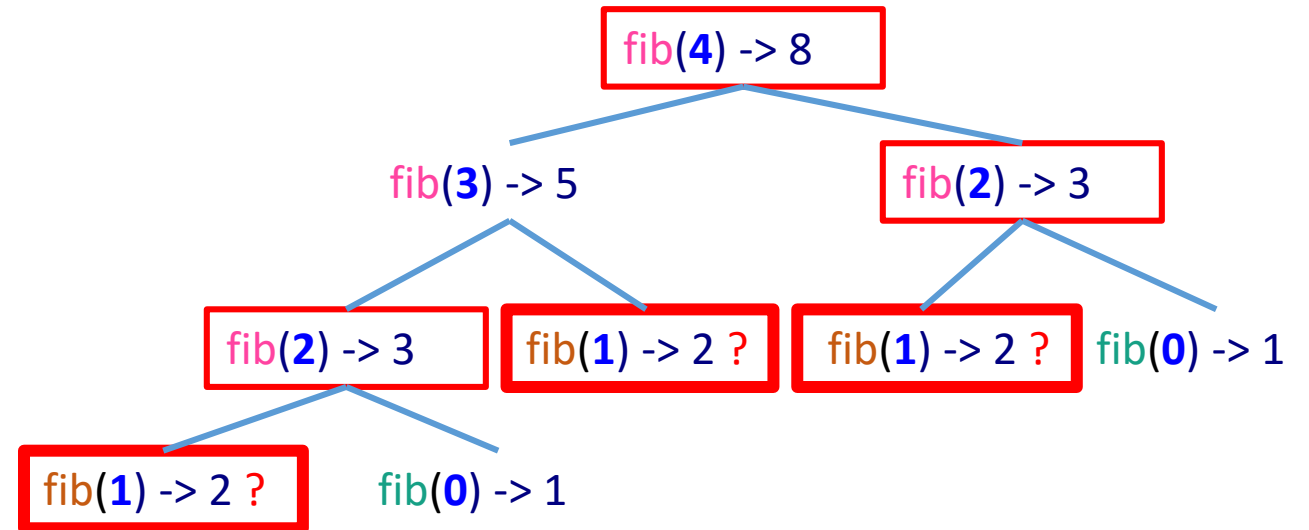 fib(4) -> 8
fib(3) -> 5
fib(2) -> 3
fib(2) -> 3
fib(1) -> 2 ?
fib(1) -> 2 ?
fib(0) -> 1
fib(1) -> 2 ?
fib(0) -> 1